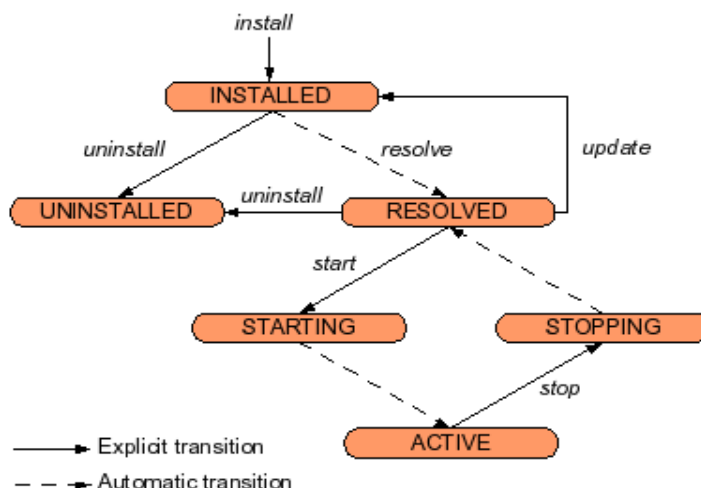 install
INSTALLED
uninstall
resolve
update
UNINSTALLED
uninstall
RESOLVED
start
STARTING
STOPPING
stop
ACTIVE
Explicit transition
Automatic transition